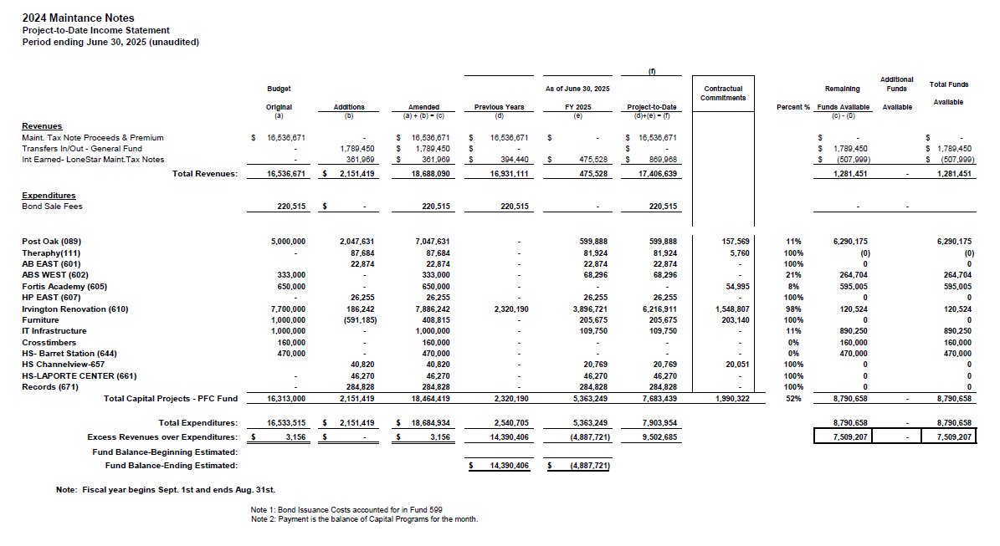 2024 Maintance Notes
Project-to-Date Income Statement
Period ending June 30, 2025 (unaudited)
(f)
Budget As of June 30, 2025 Contractual Commitments Remaining Additional Funds Total Funds
Original Additions Amended Previous Years FY 2025 Project-to-Date Percent % Funds Available Available Available
(a) (b) (a) + (b) = (c) (d) (e) (d)+(e) = (f) (c) - (0)
Revenues
Maint. Tax Note Proceeds & Premium $ 16,536,671 - $ 16,536,671 $ 16,536,671 $ - $ 16,536,671 $ - $ -
Transfers In/Out - General Fund - 1,789,450 $ 1,789,450 $ - $ - $ 1,789,450 $ 1,789,450
Int Earned- LoneStar Maint.Tax Notes - 361,969 $ 361,969 $ 394,440 $ 475,528 $ 869,968 $ (507,999) $ (507,999)
Total Revenues: 16,536,671 $ 2,151,419 18,688,090 16,931,111 475,528 17,406,639 1,281,451 - 1,281,451
Expenditures
Bond Sale Fees 220,515 $ - 220,515 220,515 - 220,515 - -
Post Oak (089) 5,000,000 2,047,631 7,047,631 - 599,888 599,888 157,569 11% 6,290,175 6,290,175
Theraphy(111) - 87,684 87,684 - 81,924 81,924 5,760 100% (0) (0)
AB EAST (601) 22,874 22,874 - 22,874 22,874 - 100% 0 0
ABS WEST (602) 333,000 - 333,000 - 68,296 68,296 - 21% 264,704 264,704
Fortis Academy (605) 650,000 - 650,000 - - - 54,995 8% 595,005 595,005
HP EAST (607) - 26,255 26,255 - 26,255 26,255 - 100% 0 0
Irvington Renovation (610) 7,700,000 186,242 7,886,242 2,320,190 3,896,721 6,216,911 1,548,807 98% 120,524 120,524
Furniture 1,000,000 (591,185) 408,815 - 205,675 205,675 203,140 100% 0 0
IT Infrastructure 1,000,000 - 1,000,000 - 109,750 109,750 - 11% 890,250 890,250
Crosstimbers 160,000 - 160,000 - - - - 0% 160,000 160,000
HS- Barret Station (644) 470,000 - 470,000 - - - - 0% 470,000 470,000
HS Channelview-657 40,820 40,820 - 20,769 20,769 20,051 100% 0 0
HS-LAPORTE CENTER (661) - 46,270 46,270 - 46,270 46,270 - 100% 0 0
Records (671) - 284,828 284,828 - 284,828 284,828 - 100% 0 0
Total Capital Projects - PFC Fund 16,313,000 2,151,419 18,464,419 2,320,190 5,363,249 7,683,439 1,990,322 52% 8,790,658 - 8,790,658
Total Expenditures: 16,533,515 $ 2,151,419 $ 18,684,934 2,540,705 5,363,249 7,903,954 8,790,658 - 8,790,658
Excess Revenues over Expenditures: $ 3,156 $ - $ 3,156 14,390,406 (4,887,721) 9,502,685 7,509,207 - 7,509,207
Fund Balance-Beginning Estimated:
Fund Balance-Ending Estimated: $ 14,390,406 $ (4,887,721)
Note: Fiscal year begins Sept. 1st and ends Aug. 31st.
Note 1: Bond Issuance Costs accounted for in Fund 599
Note 2: Payment is the balance of Capital Programs for the month.